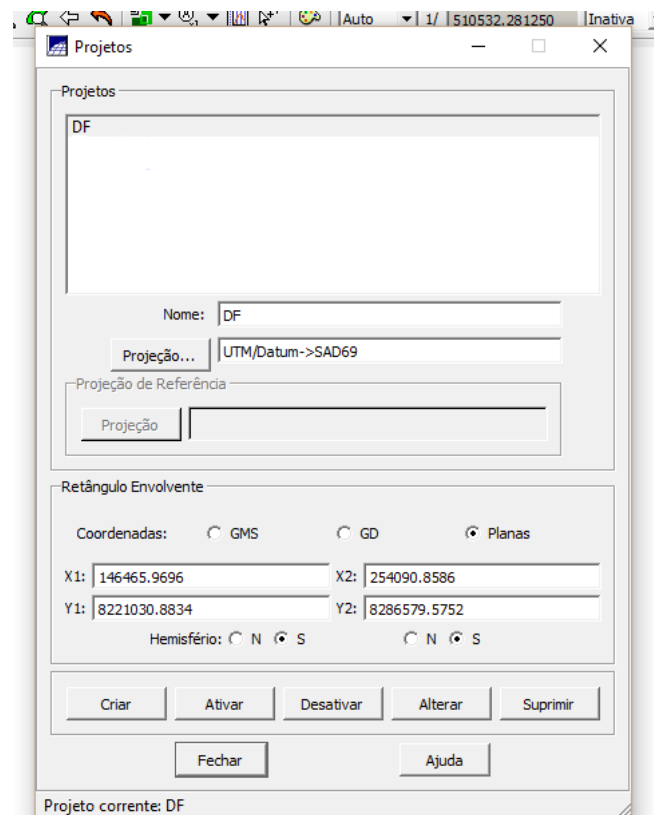 Auto 1/ 510532.281250 Inativa
Projetos
Projetos
DF
Nome: DF
Projeção... UTM/Datum->SAD69
Projeção de Referência
Projeção
Retângulo Envolvente
Coordenadas: GMS GD Planas
X1: 146465.9696 X2: 254090.8586
Y1: 8221030.8834 Y2: 8286579.5752
Hemisfério: N S N S
Criar Ativar Desativar Alterar Suprimir
Fechar Ajuda
Projeto corrente: DF